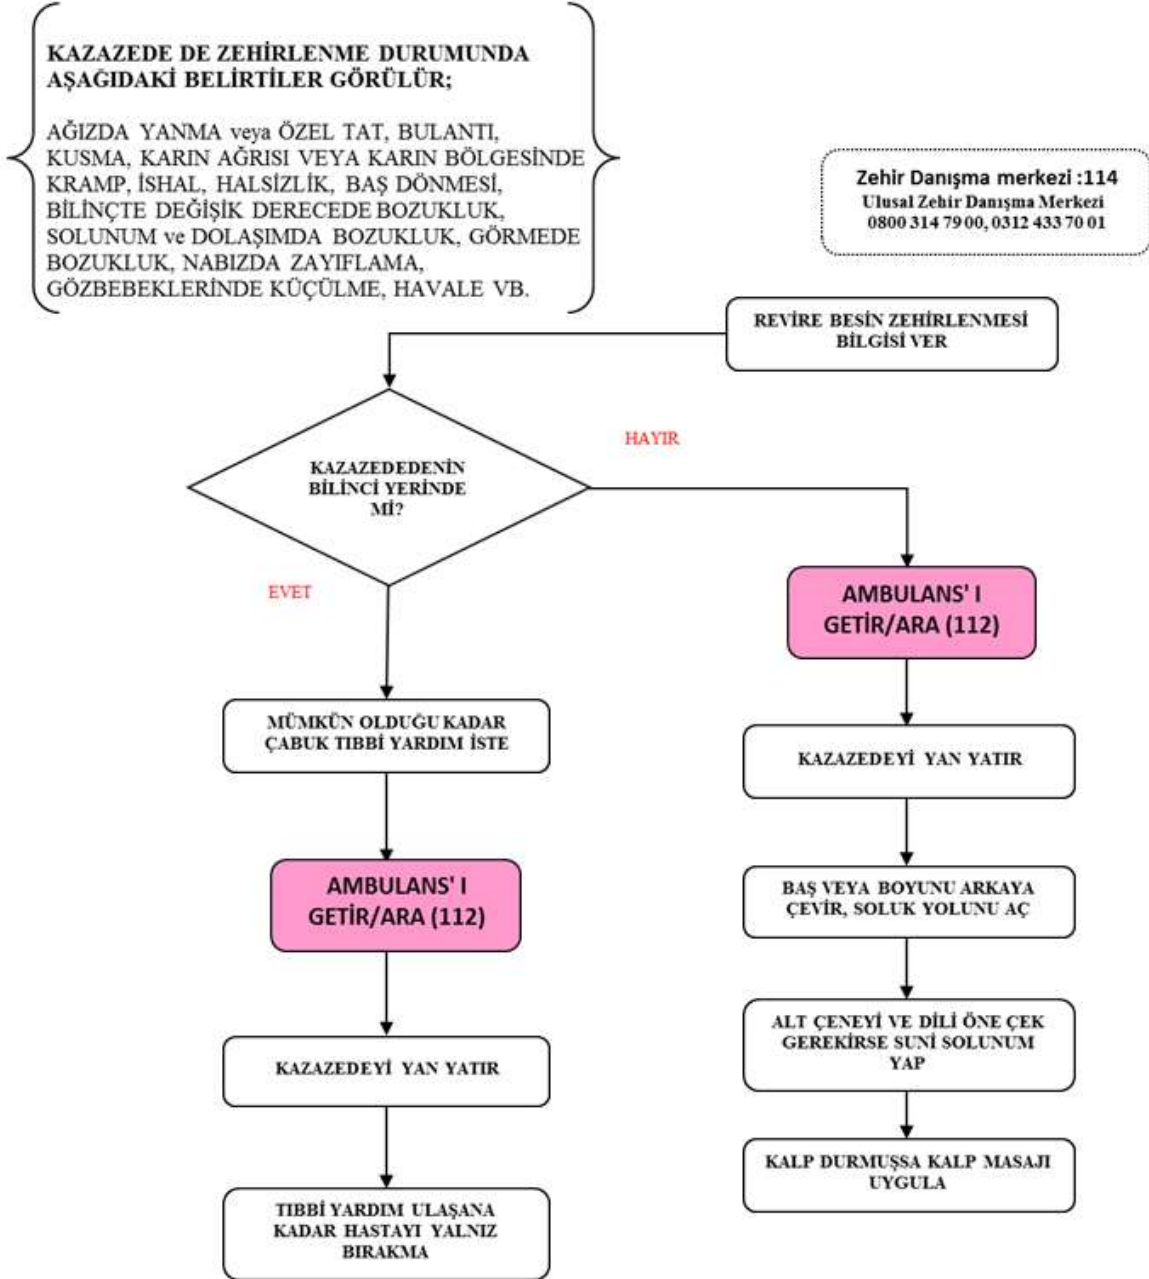 KAZAZEDE DE ZEHİRLENME DURUMUNDA
AŞAĞIDAKİ BELİRTİLER GÖRÜLÜR;
AĞIZDA YANMA veya ÖZEL TAT, BULANTI,
KUSMA, KARIN AĞRISI VEYA KARIN BÖLGESİNDE
KRAMP, İSHAL, HALSİZLİK, BAŞ DÖNMESİ,
BİLİNÇTE DEĞİŞİK DERECEDE BOZUKLUK,
SOLUNUM ve DOLAŞIMDA BOZUKLUK, GÖRMEDE
BOZUKLUK, NABIZDA ZAYIFLAMA,
GÖZBEBEKLERİNDE KÜÇÜLME, HAVALE VB.
Zehir Danışma merkezi :114
Ulusal Zehir Danışma Merkezi
0800 314 79 00, 0312 433 70 01
REVİRE BESİN ZEHİRLENMESİ
BİLGİSİ VER
KAZAZEDEDENİN
BİLİNCİ YERİNDE
Mİ?
HAYIR
EVET
AMBULANS' I
GETİR/ARA (112)
KAZAZEDEYİ YAN YATIR
BAŞ VEYA BOYUNU ARKAYA
ÇEVİR, SOLUK YOLUNU AÇ
ALT ÇENEYİ VE DİLİ ÖNE ÇEK
GEREKİRSE SUNİ SOLUNUM
YAP
KALP DURMUŞSA KALP MASAJI
UYGULA
MÜMKÜN OLDUĞU KADAR
ÇABUK TIBBİ YARDIM İSTE
AMBULANS' I
GETİR/ARA (112)
KAZAZEDEYİ YAN YATIR
TIBBİ YARDIM ULAŞANA
KADAR HASTAYI YALNIZ
BIRAKMA